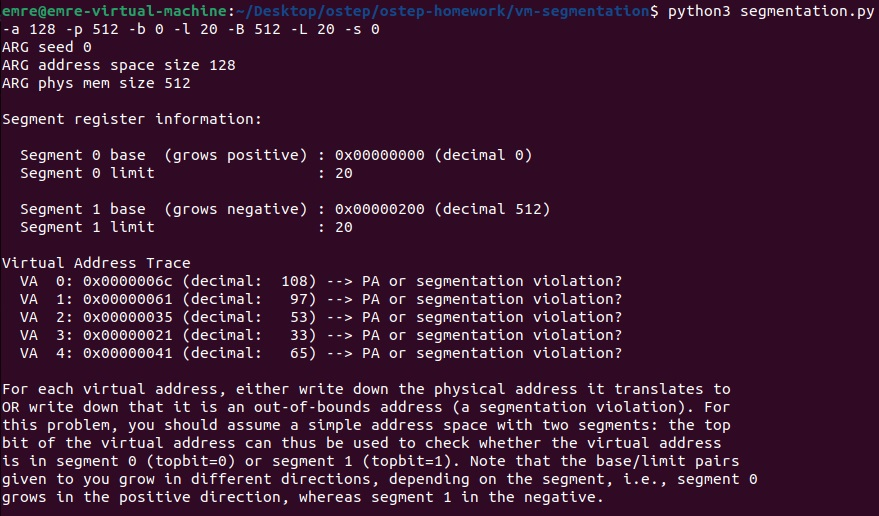 emre@emre-virtual-machine:~/Desktop/ostep/ostep-homework/vm-segmentation$ python3 segmentation.py
-a 128 -p 512 -b 0 -l 20 -B 512 -L 20 -s 0
ARG seed 0
ARG address space size 128
ARG phys mem size 512

Segment register information:

  Segment 0 base  (grows positive) : 0x00000000 (decimal 0)
  Segment 0 limit                  : 20

  Segment 1 base  (grows negative) : 0x00000200 (decimal 512)
  Segment 1 limit                  : 20

Virtual Address Trace
  VA  0: 0x0000006c (decimal:  108) --> PA or segmentation violation?
  VA  1: 0x00000061 (decimal:   97) --> PA or segmentation violation?
  VA  2: 0x00000035 (decimal:   53) --> PA or segmentation violation?
  VA  3: 0x00000021 (decimal:   33) --> PA or segmentation violation?
  VA  4: 0x00000041 (decimal:   65) --> PA or segmentation violation?

For each virtual address, either write down the physical address it translates to
OR write down that it is an out-of-bounds address (a segmentation violation). For
this problem, you should assume a simple address space with two segments: the top
bit of the virtual address can thus be used to check whether the virtual address
is in segment 0 (topbit=0) or segment 1 (topbit=1). Note that the base/limit pairs
given to you grow in different directions, depending on the segment, i.e., segment 0
grows in the positive direction, whereas segment 1 in the negative.